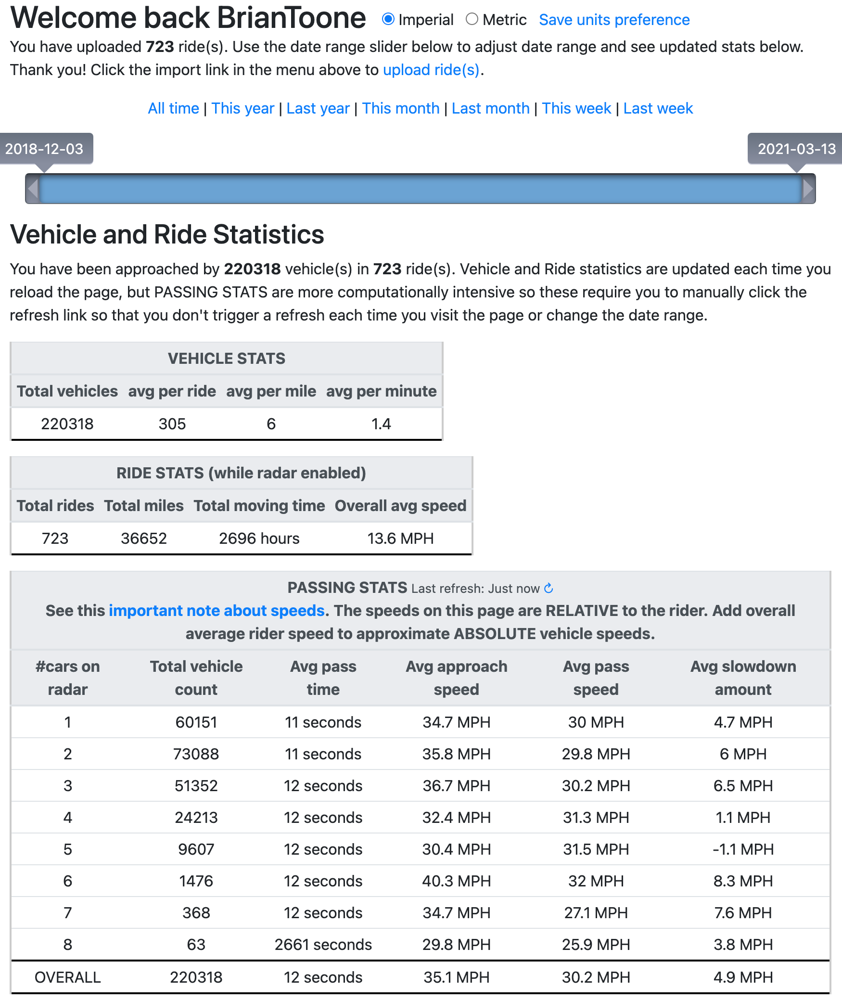 Welcome back BrianToone Imperial Metric Save units preference
You have uploaded 723 ride(s). Use the date range slider below to adjust date range and see updated stats below.
Thank you! Click the import link in the menu above to upload ride(s).
All time | This year | Last year | This month | Last month | This week | Last week
2018-12-03 2021-03-13
Vehicle and Ride Statistics
You have been approached by 220318 vehicle(s) in 723 ride(s). Vehicle and Ride statistics are updated each time you
reload the page, but PASSING STATS are more computationally intensive so these require you to manually click the
refresh link so that you don't trigger a refresh each time you visit the page or change the date range.
VEHICLE STATS
Total vehicles avg per ride avg per mile avg per minute
220318 305 6 1.4
RIDE STATS (while radar enabled)
Total rides Total miles Total moving time Overall avg speed
723 36652 2696 hours 13.6 MPH
PASSING STATS Last refresh: Just now
See this important note about speeds. The speeds on this page are RELATIVE to the rider. Add overall
average rider speed to approximate ABSOLUTE vehicle speeds.
#cars on Total vehicle Avg pass Avg approach Avg pass Avg slowdown
radar count time speed speed amount
1 60151 11 seconds 34.7 MPH 30 MPH 4.7 MPH
2 73088 11 seconds 35.8 MPH 29.8 MPH 6 MPH
3 51352 12 seconds 36.7 MPH 30.2 MPH 6.5 MPH
4 24213 12 seconds 32.4 MPH 31.3 MPH 1.1 MPH
5 9607 12 seconds 30.4 MPH 31.5 MPH -1.1 MPH
6 1476 12 seconds 40.3 MPH 32 MPH 8.3 MPH
7 368 12 seconds 34.7 MPH 27.1 MPH 7.6 MPH
8 63 2661 seconds 29.8 MPH 25.9 MPH 3.8 MPH
OVERALL 220318 12 seconds 35.1 MPH 30.2 MPH 4.9 MPH